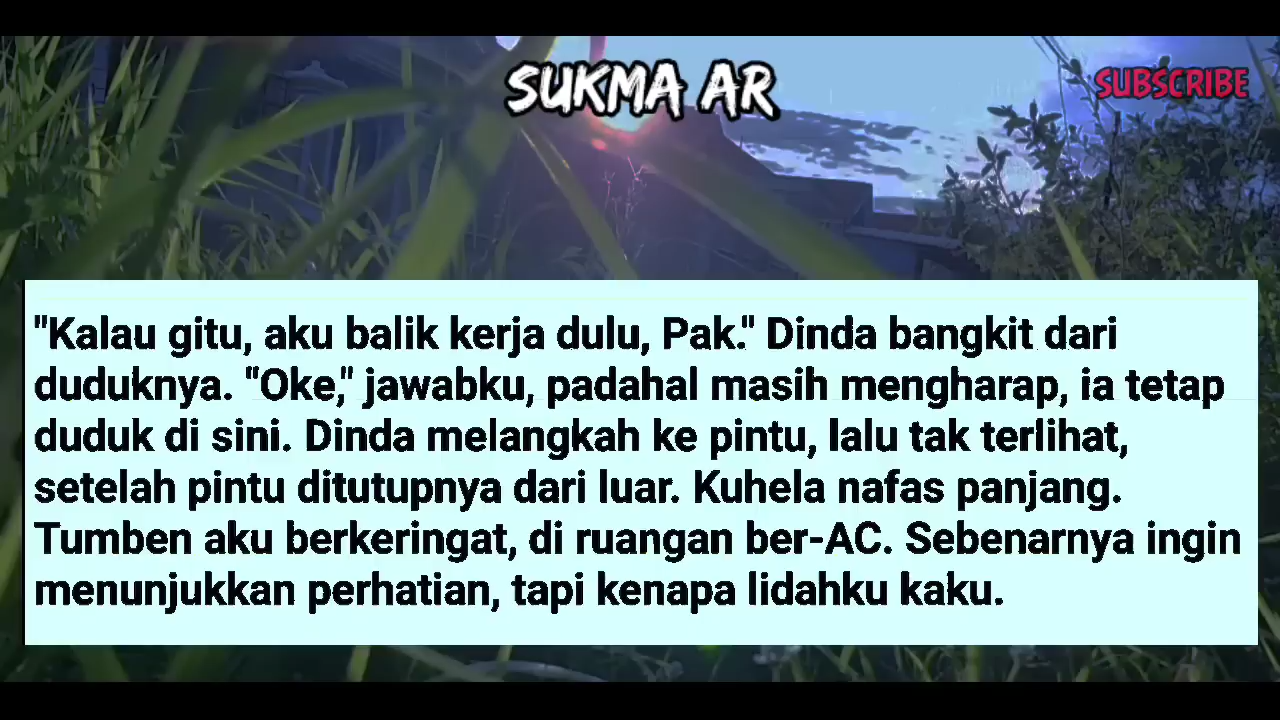 SUKMA AR
SUBSCRIBE
"Kalau gitu, aku balik kerja dulu, Pak." Dinda bangkit dari
duduknya. "Oke," jawabku, padahal masih mengharap, ia tetap
duduk di sini. Dinda melangkah ke pintu, lalu tak terlihat,
setelah pintu ditutupnya dari luar. Kuhela nafas panjang.
Tumben aku berkeringat, di ruangan ber-AC. Sebenarnya ingin
menunjukkan perhatian, tapi kenapa lidahku kaku.